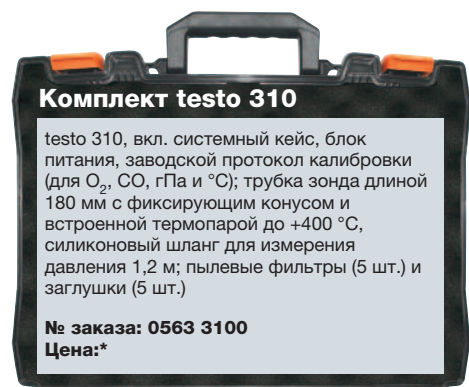 Комплект testo 310
testo 310, вкл. системный кейс, блок
питания, заводской протокол калибровки
(для O₂, CO, гПа и °C); трубка зонда длиной
180 мм с фиксирующим конусом и
встроенной термопарой до +400 °C,
силиконовый шланг для измерения
давления 1,2 м; пылевые фильтры (5 шт.) и
заглушки (5 шт.)
№ заказа: 0563 3100
Цена:*